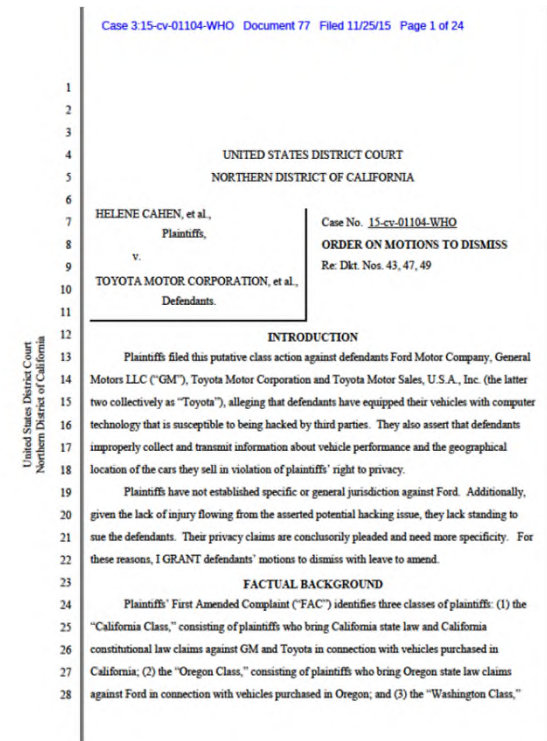 Case 3:15-cv-01104-WHO Document 77 Filed 11/25/15 Page 1 of 24
1
2
3
4 UNITED STATES DISTRICT COURT
5 NORTHERN DISTRICT OF CALIFORNIA
6
7 HELENE CAHEN, et al.,
Plaintiffs,
8
v.
9
TOYOTA MOTOR CORPORATION, et al.,
10
Defendants.
11
Case No. 15-cv-01104-WHO
ORDER ON MOTIONS TO DISMISS
Re: Dkt. Nos. 43, 47, 49
United States District Court
Northern District of California
12 INTRODUCTION
13 Plaintiffs filed this putative class action against defendants Ford Motor Company, General
14 Motors LLC (“GM”), Toyota Motor Corporation and Toyota Motor Sales, U.S.A., Inc. (the latter
15 two collectively as “Toyota”), alleging that defendants have equipped their vehicles with computer
16 technology that is susceptible to being hacked by third parties. They also assert that defendants
17 improperly collect and transmit information about vehicle performance and the geographical
18 location of the cars they sell in violation of plaintiffs’ right to privacy.
19 Plaintiffs have not established specific or general jurisdiction against Ford. Additionally,
20 given the lack of injury flowing from the asserted potential hacking issue, they lack standing to
21 sue the defendants. Their privacy claims are conclusorily pleaded and need more specificity. For
22 these reasons, I GRANT defendants’ motions to dismiss with leave to amend.
23 FACTUAL BACKGROUND
24 Plaintiffs’ First Amended Complaint (“FAC”) identifies three classes of plaintiffs: (1) the
25 “California Class,” consisting of plaintiffs who bring California state law and California
26 constitutional law claims against GM and Toyota in connection with vehicles purchased in
27 California; (2) the “Oregon Class,” consisting of plaintiffs who bring Oregon state law claims
28 against Ford in connection with vehicles purchased in Oregon; and (3) the “Washington Class,”